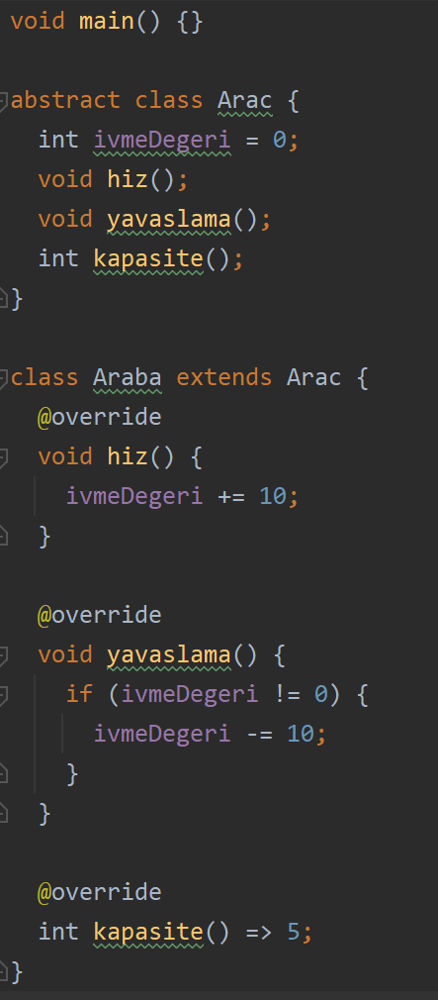 void main() {}
abstract class Arac {
int ivmeDegeri = 0;
void hiz();
void yavaslama();
int kapasite();
}
class Araba extends Arac {
@override
void hiz() {
ivmeDegeri += 10;
}
@override
void yavaslama() {
if (ivmeDegeri != 0) {
ivmeDegeri -= 10;
}
}
@override
int kapasite() => 5;
}